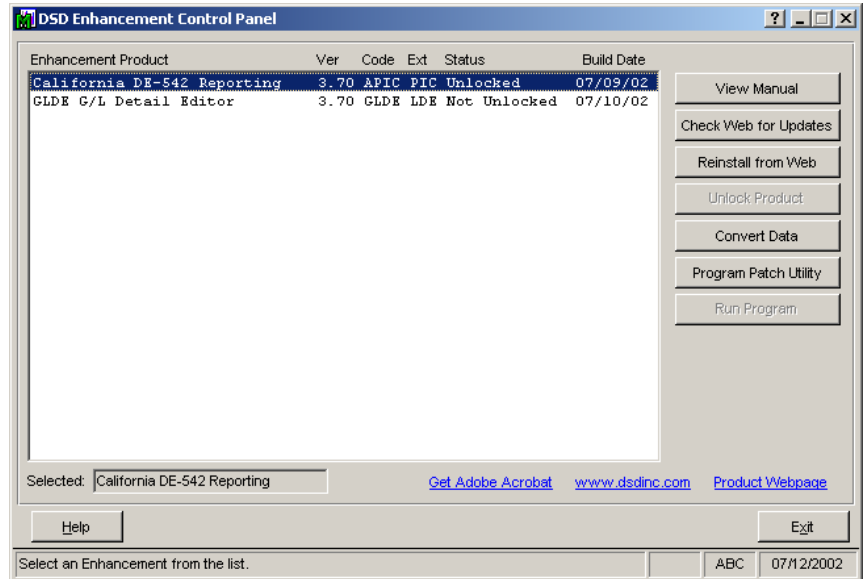 DSD Enhancement Control Panel
Enhancement Product Ver Code Ext Status Build Date
California DE-542 Reporting 3.70 APIC PIC Unlocked 07/09/02
GLDE G/L Detail Editor 3.70 GLDE LDE Not Unlocked 07/10/02
View Manual
Check Web for Updates
Reinstall from Web
Unlock Product
Convert Data
Program Patch Utility
Run Program
Selected: California DE-542 Reporting Get Adobe Acrobat www.dsdinc.com Product Webpage
Help Exit
Select an Enhancement from the list. ABC 07/12/2002